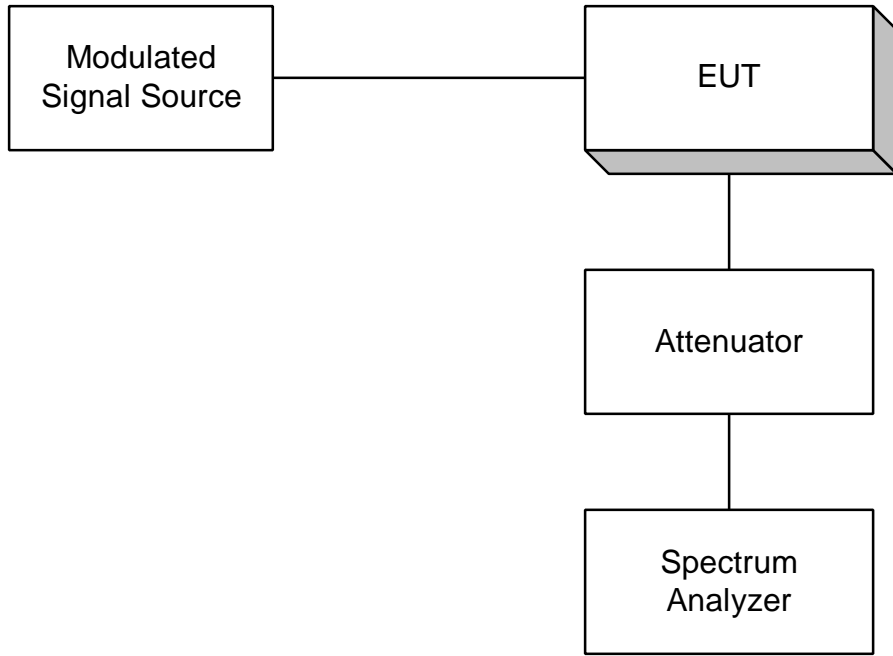 Modulated
Signal Source
EUT
Attenuator
Spectrum
Analyzer